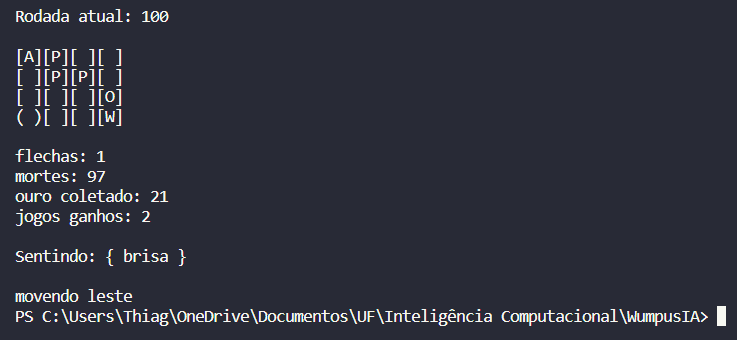 Rodada atual: 100
[A][P][ ][ ]
[ ][P][P][ ]
[ ][ ][ ][O]
( )[ ][ ][W]
flechas: 1
mortes: 97
ouro coletado: 21
jogos ganhos: 2
Sentindo: { brisa }
movendo leste
PS C:\Users\Thiag\OneDrive\Documentos\UF\Inteligência Computacional\WumpusIA>